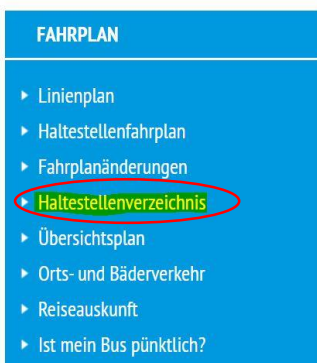 FAHRPLAN
Linienplan
Haltestellenfahrplan
Fahrplanänderungen
Haltestellenverzeichnis
Übersichtsplan
Orts- und Bäderverkehr
Reiseauskunft
Ist mein Bus pünktlich?